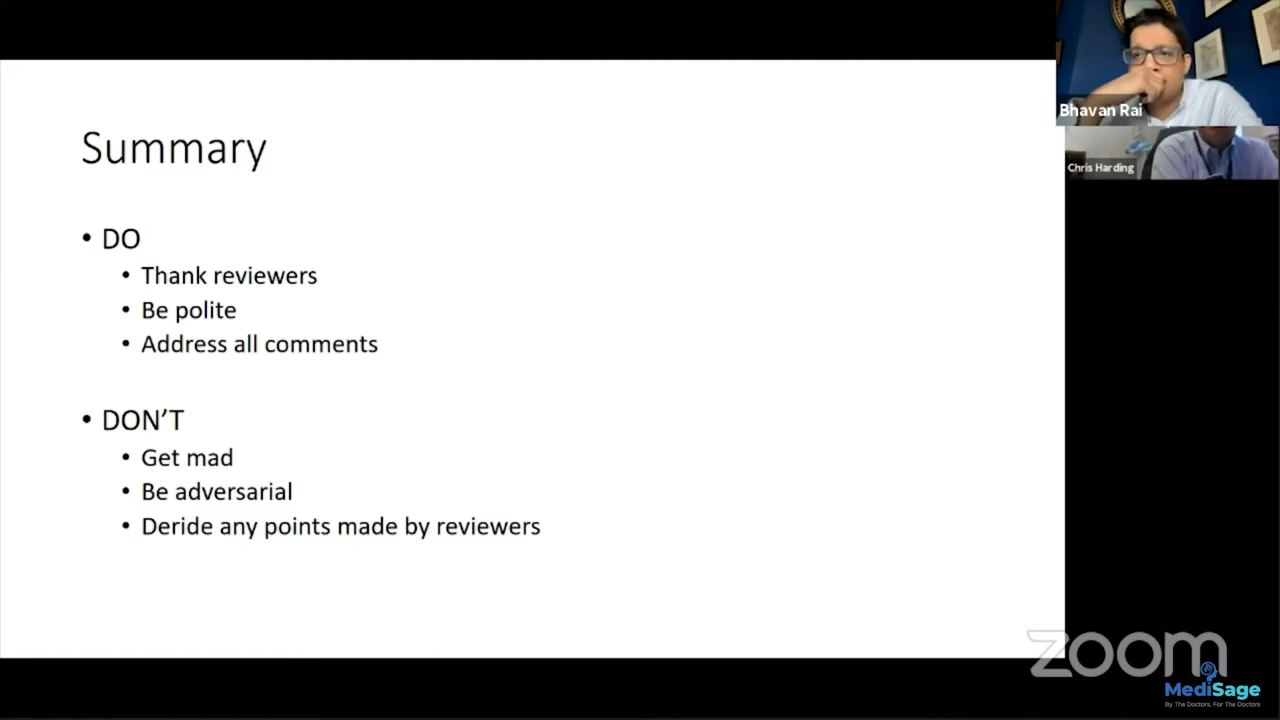 Summary
• DO
• Thank reviewers
• Be polite
• Address all comments
• DON'T
• Get mad
• Be adversarial
• Deride any points made by reviewers
Bhavan Rai
Chris Harding
zoom
MediSage
By The Doctors, For The Doctors